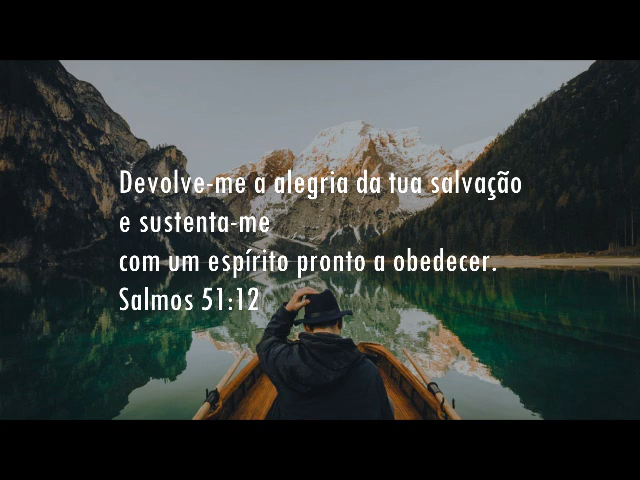 Devolve-me a alegria da tua salvação
e sustenta-me
com um espírito pronto a obedecer.
Salmos 51:12